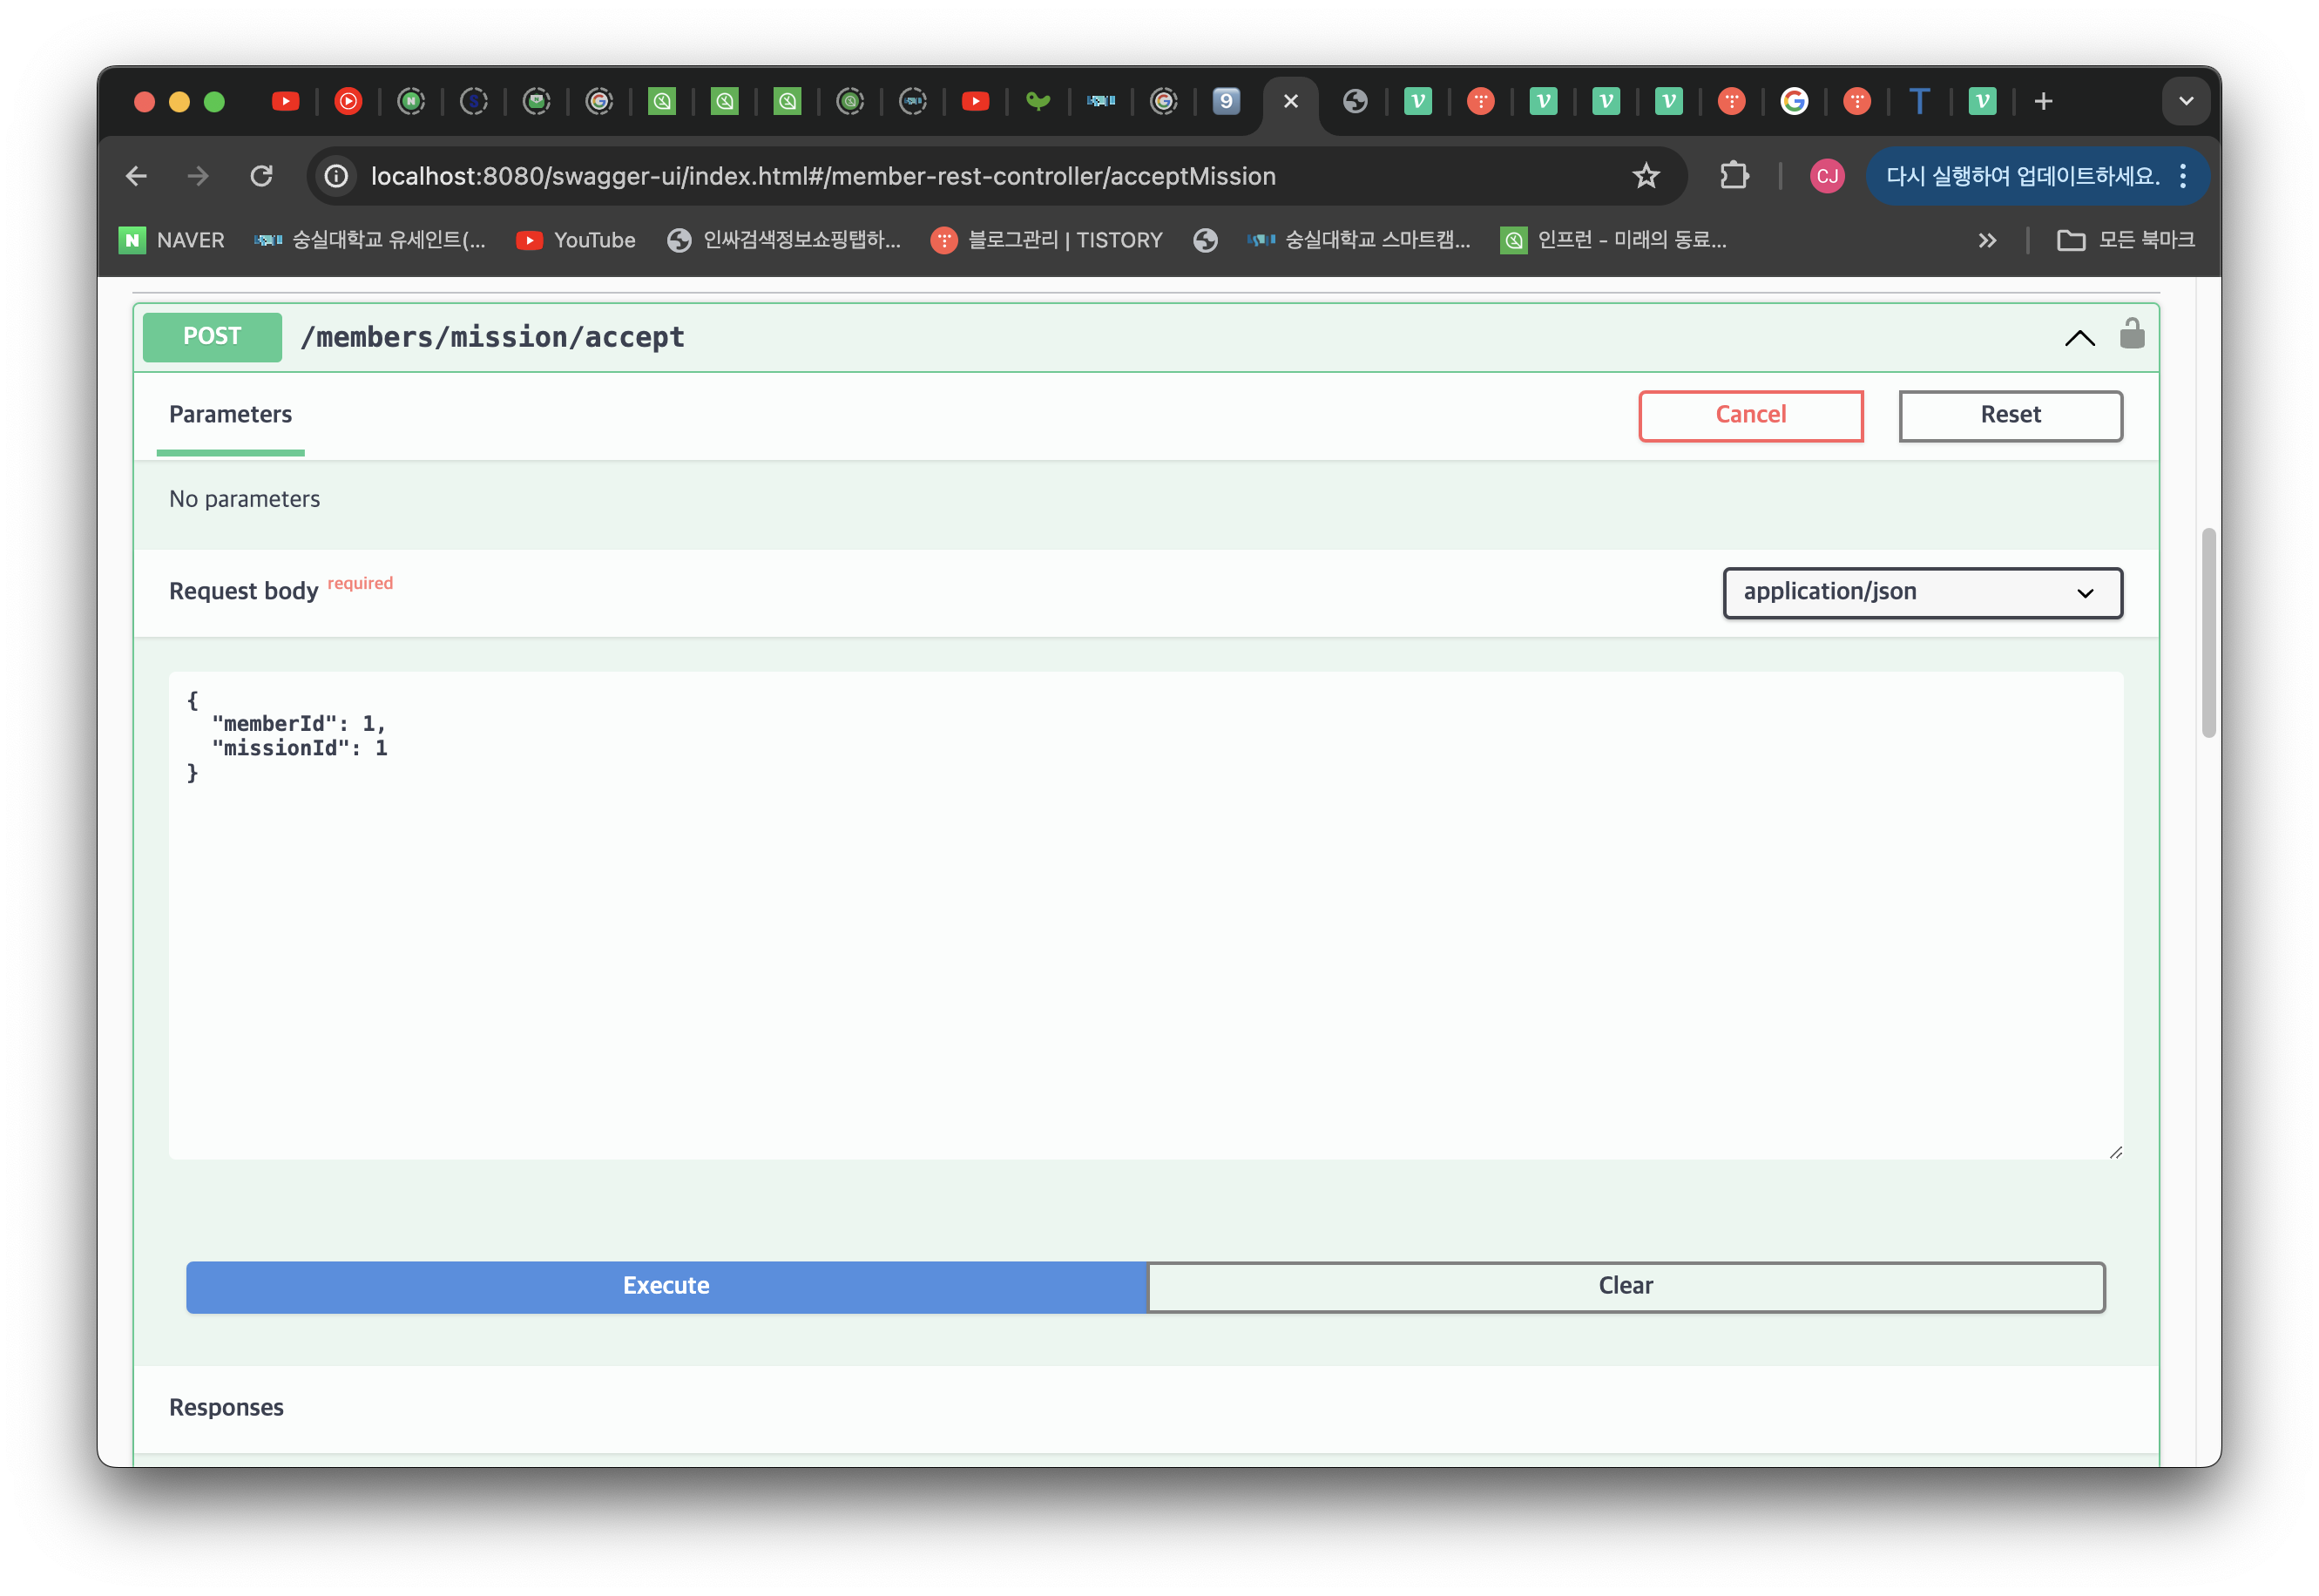 9
localhost:8080/swagger-ui/index.html#/member-rest-controller/acceptMission
CJ
다시 실행하여 업데이트하세요.
N NAVER
숭실대학교 유세인트(...
YouTube
인싸검색정보쇼핑탭하...
블로그관리 | TISTORY
숭실대학교 스마트캠...
인프런 - 미래의 동료...
모든 북마크
POST /members/mission/accept
Parameters
Cancel
Reset
No parameters
Request body required
application/json
{
"memberId": 1,
"missionId": 1
}
Execute
Clear
Responses